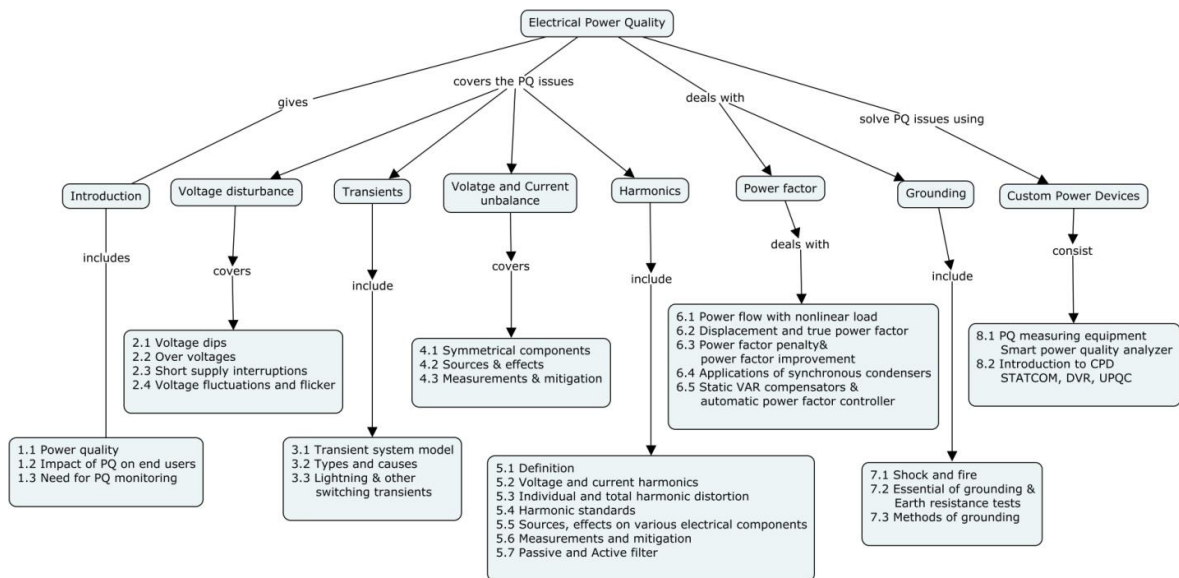 Electrical Power Quality
covers the PQ issues
gives
deals with
solve PQ issues using
Introduction
Voltage disturbance
Transients
Volatge and Current
unbalance
Harmonics
Power factor
Grounding
Custom Power Devices
includes
covers
include
covers
include
deals with
include
consist
1.1 Power quality
1.2 Impact of PQ on end users
1.3 Need for PQ monitoring
2.1 Voltage dips
2.2 Over voltages
2.3 Short supply interruptions
2.4 Voltage fluctuations and flicker
3.1 Transient system model
3.2 Types and causes
3.3 Lightning & other
switching transients
4.1 Symmetrical components
4.2 Sources & effects
4.3 Measurements & mitigation
5.1 Definition
5.2 Voltage and current harmonics
5.3 Individual and total harmonic distortion
5.4 Harmonic standards
5.5 Sources, effects on various electrical components
5.6 Measurements and mitigation
5.7 Passive and Active filter
6.1 Power flow with nonlinear load
6.2 Displacement and true power factor
6.3 Power factor penalty&
power factor improvement
6.4 Applications of synchronous condensers
6.5 Static VAR compensators &
automatic power factor controller
7.1 Shock and fire
7.2 Essential of grounding &
Earth resistance tests
7.3 Methods of grounding
8.1 PQ measuring equipment
Smart power quality analyzer
8.2 Introduction to CPD
STATCOM, DVR, UPQC